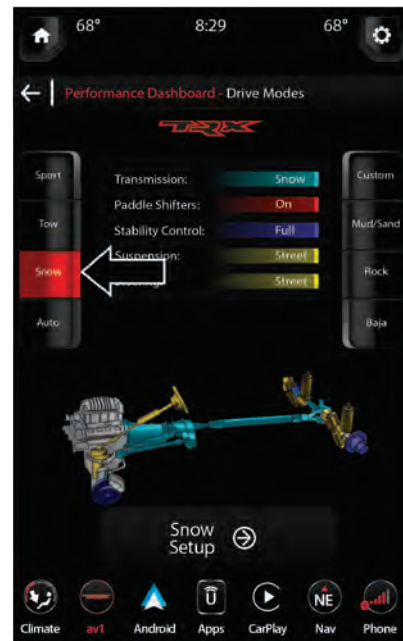 68° 8:29 68°
Performance Dashboard - Drive Modes
TRX
Sport
Tow
Snow
Auto
Transmission: Snow
Paddle Shifters: On
Stability Control: Full
Suspension: Street
Street
Custom
Mud/Sand
Rock
Baja
Snow
Setup
Climate
av1
Android
Apps
CarPlay
NE
Nav
Phone